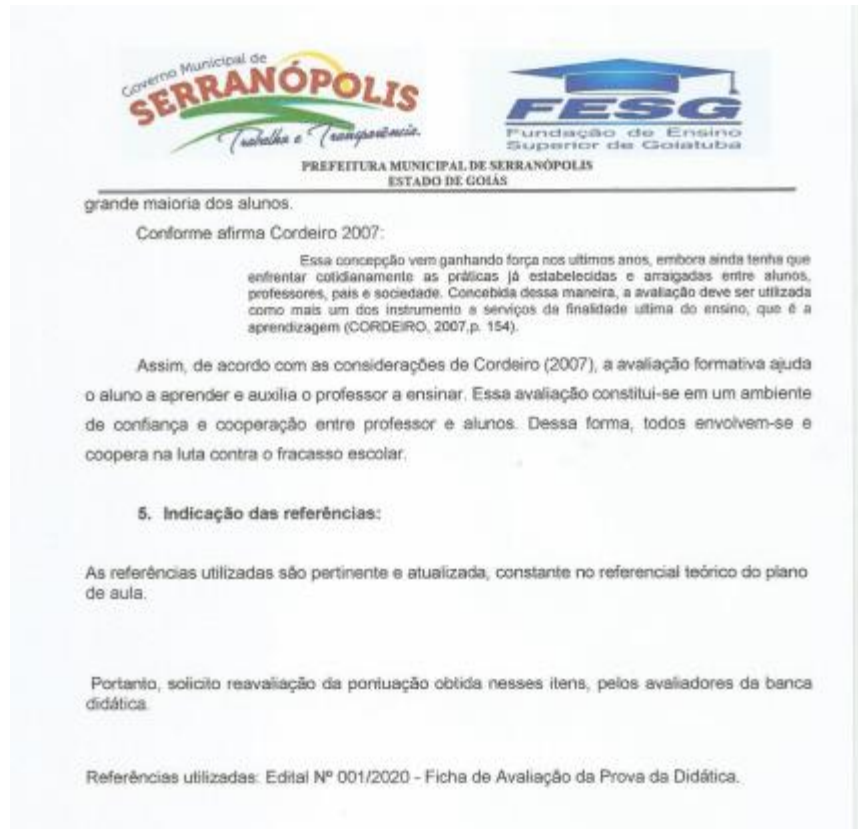 Governo Municipal de
SERRANÓPOLIS
Trabalho e Transparência.
FESG
Fundação de Ensino
Superior de Goiatuba
PREFEITURA MUNICIPAL DE SERRANÓPOLIS
ESTADO DE GOIÁS
grande maioria dos alunos.
Conforme afirma Cordeiro 2007:
Essa concepção vem ganhando força nos ultimos anos, embora ainda tenha que
enfrentar cotidianamente as práticas já estabelecidas e arraigadas entre alunos,
professores, pais e sociedade. Concebida dessa maneira, a avaliação deve ser utilizada
como mais um dos instrumento a serviços da finalidade ultima do ensino, que é a
aprendizagem (CORDEIRO, 2007,p. 154).
Assim, de acordo com as considerações de Cordeiro (2007), a avaliação formativa ajuda
o aluno a aprender e auxilia o professor a ensinar. Essa avaliação constitui-se em um ambiente
de confiança e cooperação entre professor e alunos. Dessa forma, todos envolvem-se e
coopera na luta contra o fracasso escolar.
5. Indicação das referências:
As referências utilizadas são pertinente e atualizada, constante no referencial teórico do plano
de aula.
Portanto, solicito reavaliação da pontuação obtida nesses itens, pelos avaliadores da banca
didática.
Referências utilizadas: Edital Nº 001/2020 - Ficha de Avaliação da Prova da Didática.